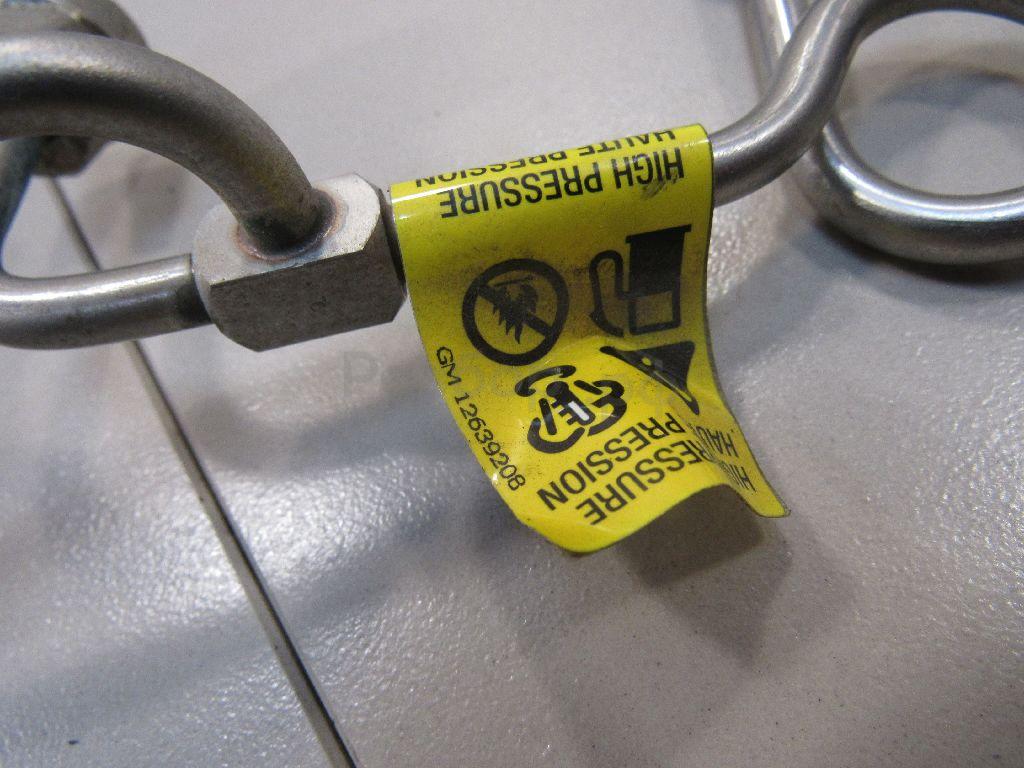 HAUTE PRESSION
HIGH PRESSURE
GM 12639208
PRESSION
PRESSURE